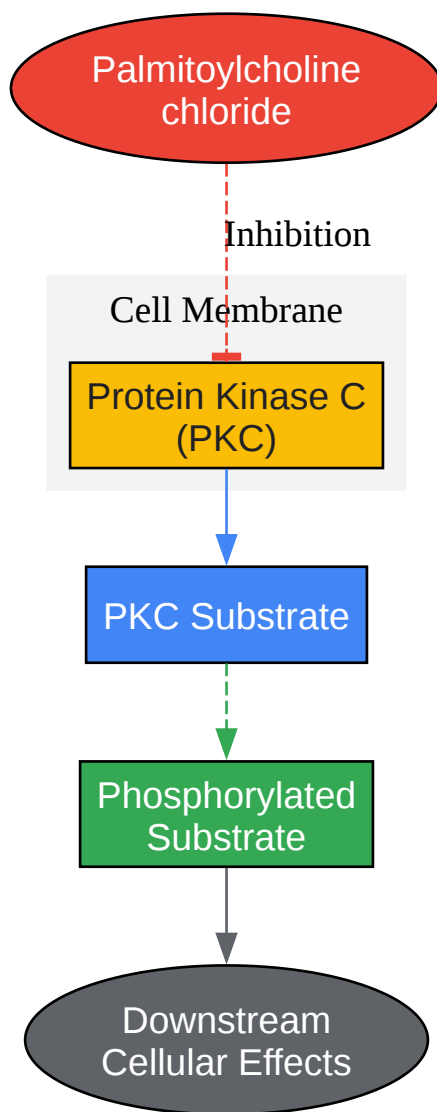 Palmitoylcholine
chloride
Inhibition
Cell Membrane
Protein Kinase C
(PKC)
PKC Substrate
Phosphorylated
Substrate
Downstream
Cellular Effects